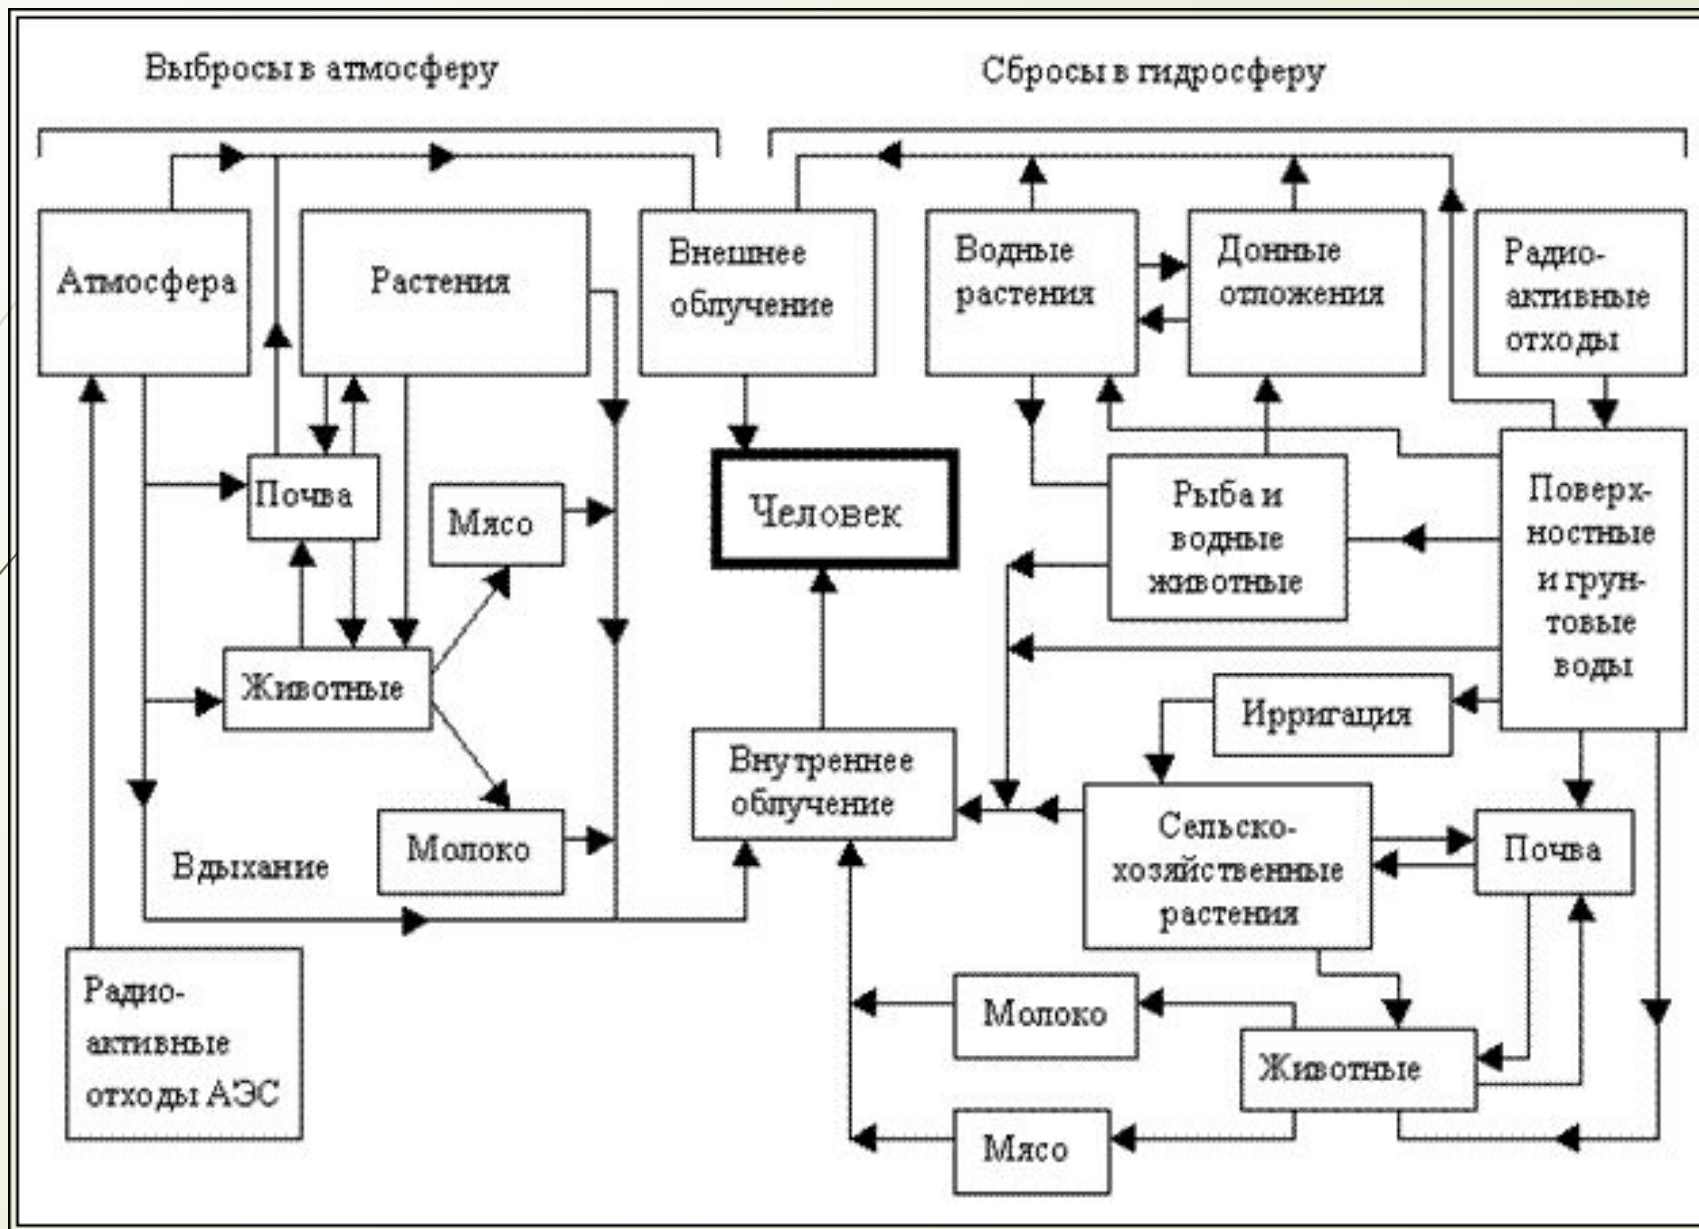 Выбросы в атмосферу
Сбросы в гидросферу
Атмосфера
Растения
Внешнее
облучение
Водные
растения
Донные
отложения
Радио-
активные
отходы
Почва
Мясо
Человек
Рыба и
водные
животные
Поверх-
ностные
и грун-
товые
воды
Животные
Ирригация
Внутреннее
облучение
Молоко
Вдыхание
Сельско-
хозяйственные
растения
Почва
Радио-
активные
отходы АЭС
Молоко
Животные
Мясо